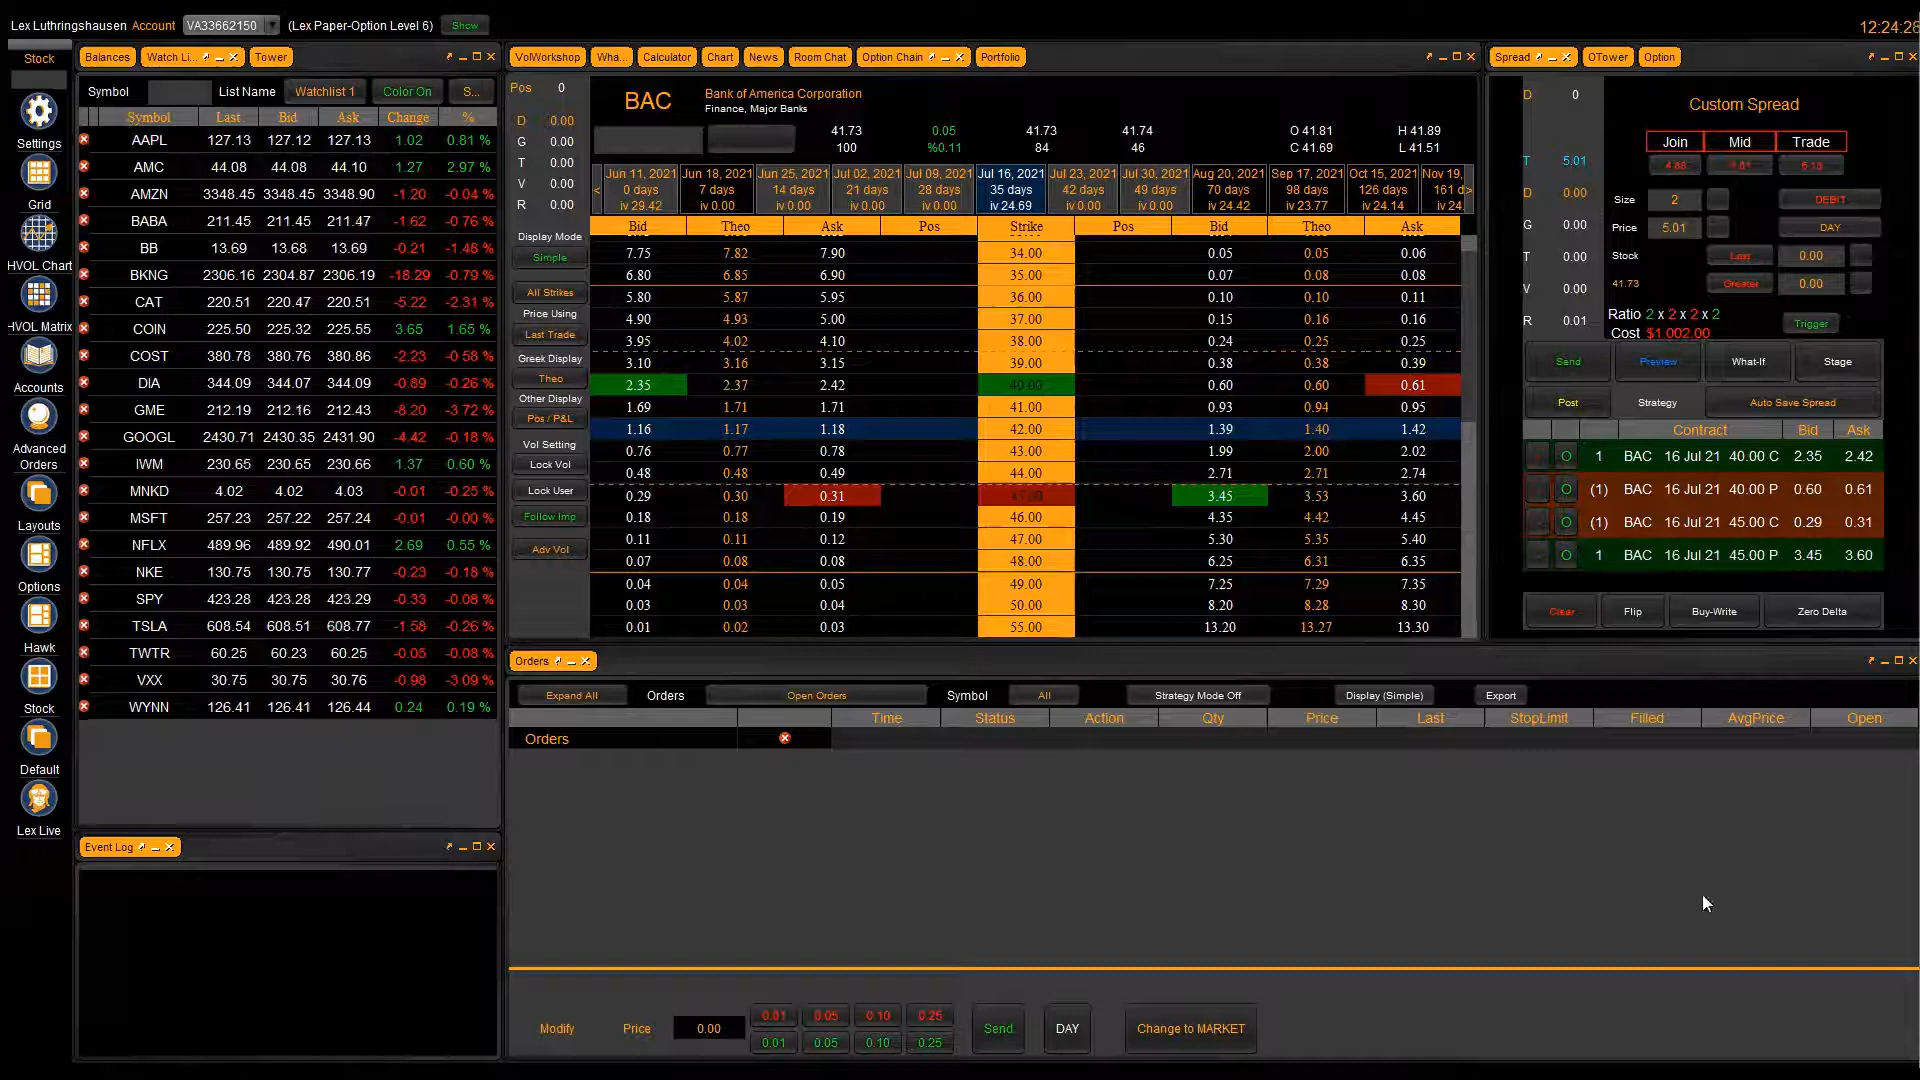 Lex Luthringshausen Account VA33662150 (Lex Paper-Option Level 6) Show
12:24:28
Stock
Settings
Grid
HVOL Chart
HVOL Matrix
Accounts
Advanced
Orders
Layouts
Options
Hawk
Stock
Default
Lex Live
Balances Watch Li... Tower
Symbol List Name Watchlist 1 Color On S...
Symbol Last Bid Ask Change %
AAPL 127.13 127.12 127.13 1.02 0.81 %
AMC 44.08 44.08 44.10 1.27 2.97 %
AMZN 3348.45 3348.45 3348.90 -1.20 -0.04 %
BABA 211.45 211.45 211.47 -1.62 -0.76 %
BB 13.69 13.68 13.69 -0.21 -1.48 %
BKNG 2306.16 2304.87 2306.19 -18.29 -0.79 %
CAT 220.51 220.47 220.51 -5.22 -2.31 %
COIN 225.50 225.32 225.55 3.65 1.65 %
COST 380.78 380.76 380.86 -2.23 -0.58 %
DIA 344.09 344.07 344.09 -0.89 -0.26 %
GME 212.19 212.16 212.43 -8.20 -3.72 %
GOOGL 2430.71 2430.35 2431.90 -4.42 -0.18 %
IWM 230.65 230.65 230.66 1.37 0.60 %
MNKD 4.02 4.02 4.03 -0.01 -0.25 %
MSFT 257.23 257.22 257.24 -0.01 -0.00 %
NFLX 489.96 489.92 490.01 2.69 0.55 %
NKE 130.75 130.75 130.77 -0.23 -0.18 %
SPY 423.28 423.28 423.29 -0.33 -0.08 %
TSLA 608.54 608.51 608.77 -1.58 -0.26 %
TWTR 60.25 60.23 60.25 -0.05 -0.08 %
VXX 30.75 30.75 30.76 -0.98 -3.09 %
WYNN 126.41 126.41 126.44 0.24 0.19 %
Event Log
VolWorkshop Wha... Calculator Chart News Room Chat Option Chain Portfolio
Pos 0
D 0.00
G 0.00
T 0.00
V 0.00
R 0.00
Display Mode
Simple
All Strikes
Price Using
Last Trade
Greek Display
Theo
Other Display
Pos / P&L
Vol Setting
Lock Vol
Lock User
Follow Imp
Adv Vol
BAC Bank of America Corporation
Finance, Major Banks
41.73 0.05 41.73 41.74 O 41.81 H 41.89
100 %0.11 84 46 C 41.69 L 41.51
Jun 11, 2021 Jun 18, 2021 Jun 25, 2021 Jul 02, 2021 Jul 09, 2021 Jul 16, 2021 Jul 23, 2021 Jul 30, 2021 Aug 20, 2021 Sep 17, 2021 Oct 15, 2021 Nov 19,
< 0 days 7 days 14 days 21 days 28 days 35 days 42 days 49 days 70 days 98 days 126 days 161 d >
iv 29.42 iv 0.00 iv 0.00 iv 0.00 iv 0.00 iv 24.69 iv 0.00 iv 0.00 iv 24.42 iv 23.77 iv 24.14 iv 24.
Bid Theo Ask Pos Strike Pos Bid Theo Ask
7.75 7.82 7.90 34.00 0.05 0.05 0.06
6.80 6.85 6.90 35.00 0.07 0.08 0.08
5.80 5.87 5.95 36.00 0.10 0.10 0.11
4.90 4.93 5.00 37.00 0.15 0.16 0.16
3.95 4.02 4.10 38.00 0.24 0.25 0.25
3.10 3.16 3.15 39.00 0.38 0.38 0.39
2.35 2.37 2.42 40.00 0.60 0.60 0.61
1.69 1.71 1.71 41.00 0.93 0.94 0.95
1.16 1.17 1.18 42.00 1.39 1.40 1.42
0.76 0.77 0.78 43.00 1.99 2.00 2.02
0.48 0.48 0.49 44.00 2.71 2.71 2.74
0.29 0.30 0.31 3.45 3.53 3.60
0.18 0.18 0.19 46.00 4.35 4.42 4.45
0.11 0.11 0.12 47.00 5.30 5.35 5.40
0.07 0.08 0.08 48.00 6.25 6.31 6.35
0.04 0.04 0.05 49.00 7.25 7.29 7.35
0.03 0.03 0.04 50.00 8.20 8.28 8.30
0.01 0.02 0.03 55.00 13.20 13.27 13.30
Spread OTower Option
D 0
T 5.01
D 0.00
G 0.00
T 0.00
V 0.00
R 0.01
Custom Spread
Join Mid Trade
4.88 5.01 5.13
Size 2 DEBIT
Price 5.01 DAY
Stock Last 0.00
41.73 Greater 0.00
Ratio 2 x 2 x 2 x 2
Cost $1,002.00 Trigger
Send Preview What-If Stage
Post Strategy Auto Save Spread
Contract Bid Ask
O 1 BAC 16 Jul 21 40.00 C 2.35 2.42
O (1) BAC 16 Jul 21 40.00 P 0.60 0.61
O (1) BAC 16 Jul 21 45.00 C 0.29 0.31
O 1 BAC 16 Jul 21 45.00 P 3.45 3.60
Clear Flip Buy-Write Zero Delta
Orders
Expand All Orders Open Orders Symbol All Strategy Mode Off Display (Simple) Export
Time Status Action Qty Price Last StopLimit Filled AvgPrice Open
Orders
Modify Price 0.00 0.01 0.05 0.10 0.25 Send DAY Change to MARKET
0.01 0.05 0.10 0.25